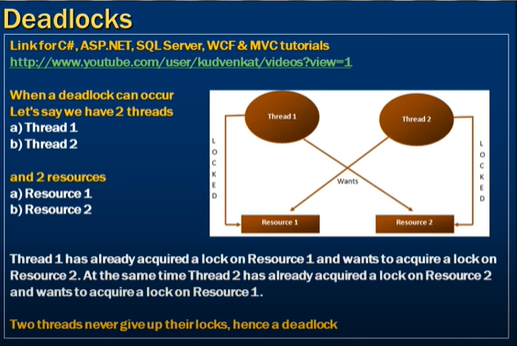 Deadlocks
Link for C#, ASP.NET, SQL Server, WCF & MVC tutorials
http://www.youtube.com/user/kudvenkat/videos?view=1
When a deadlock can occur
Let's say we have 2 threads
a) Thread 1
b) Thread 2
and 2 resources
a) Resource 1
b) Resource 2
Thread 1
Thread 2
LOCKED
LOCKED
Wants
Resource 1
Resource 2
Thread 1 has already acquired a lock on Resource 1 and wants to acquire a lock on
Resource 2. At the same time Thread 2 has already acquired a lock on Resource 2
and wants to acquire a lock on Resource 1.
Two threads never give up their locks, hence a deadlock